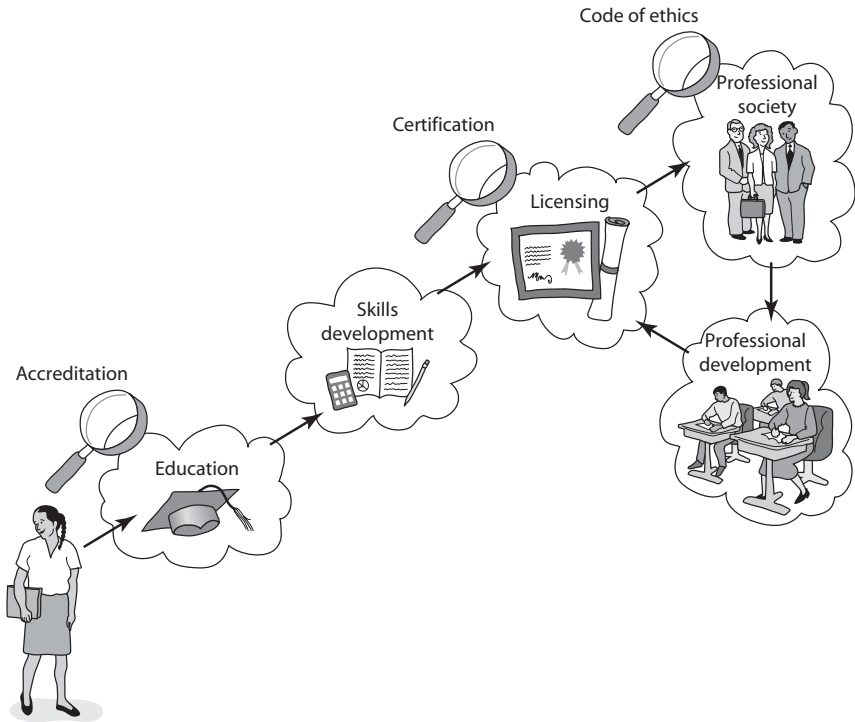 Code of ethics
Professional
society
Certification
Licensing
Skills
development
Professional
development
Accreditation
Education